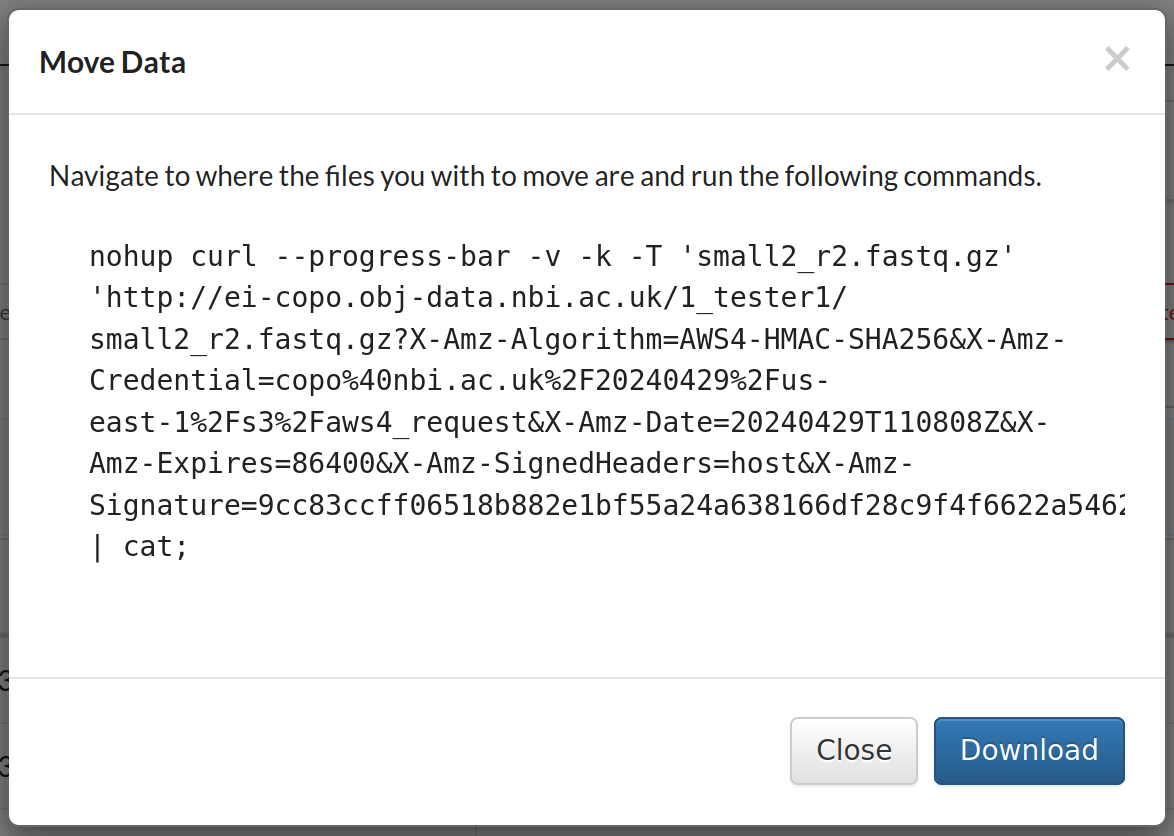 Move Data
×
Navigate to where the files you with to move are and run the following commands.
nohup curl --progress-bar -v -k -T 'small2_r2.fastq.gz'
'http://ei-copo.obj-data.nbi.ac.uk/1_tester1/
small2_r2.fastq.gz?X-Amz-Algorithm=AWS4-HMAC-SHA256&X-Amz-
Credential=copo%40nbi.ac.uk%2F20240429%2Fus-
east-1%2Fs3%2Faws4_request&X-Amz-Date=20240429T110808Z&X-
Amz-Expires=86400&X-Amz-SignedHeaders=host&X-Amz-
Signature=9cc83ccff06518b882e1bf55a24a638166df28c9f4f6622a5462
| cat;
Close Download